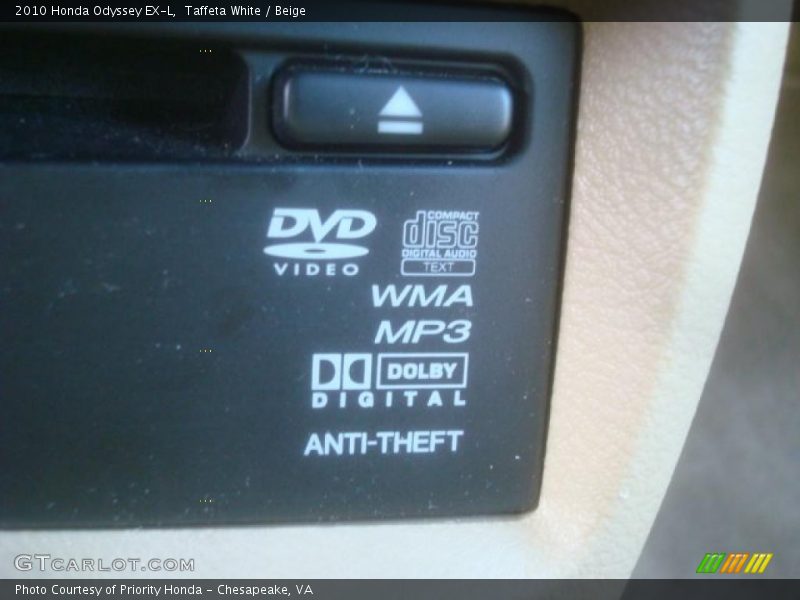 2010 Honda Odyssey EX-L, Taffeta White / Beige
DVD
VIDEO
COMPACT
disc
DIGITAL AUDIO
TEXT
WMA
MP3
DOLBY
DIGITAL
ANTI-THEFT
GTCARLOT.COM
Photo Courtesy of Priority Honda - Chesapeake, VA